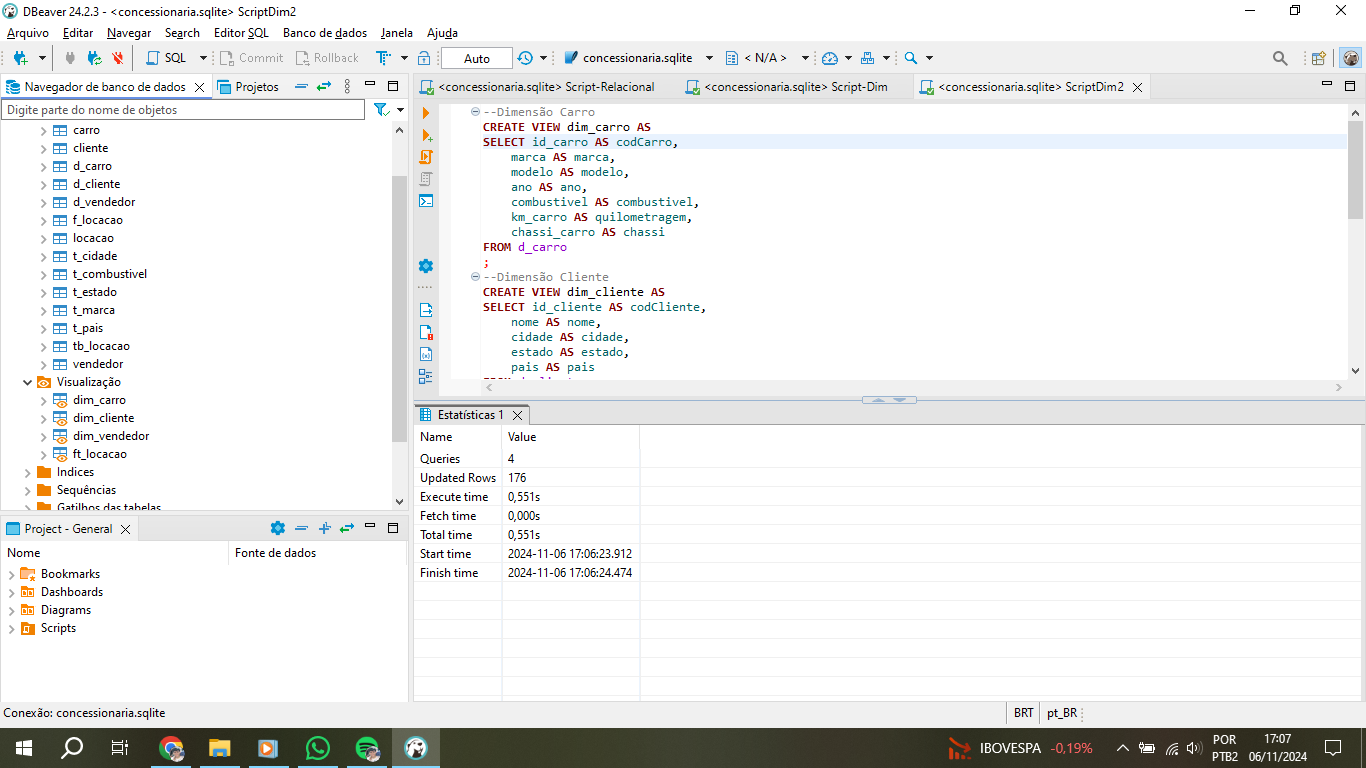 DBeaver 24.2.3 - <concessionaria.sqlite> ScriptDim2
Arquivo Editar Navegar Search Editor SQL Banco de dados Janela Ajuda
SQL Commit Rollback Auto concessionaria.sqlite < N/A >
Navegador de banco de dados Projetos
Digite parte do nome de objetos
carro
cliente
d_carro
d_cliente
d_vendedor
f_locacao
locacao
t_cidade
t_combustivel
t_estado
t_marca
t_pais
tb_locacao
vendedor
Visualização
dim_carro
dim_cliente
dim_vendedor
ft_locacao
Indices
Sequências
Gatilhos das tabelas
Project - General
Nome Fonte de dados
Bookmarks
Dashboards
Diagrams
Scripts
<concessionaria.sqlite> Script-Relacional <concessionaria.sqlite> Script-Dim <concessionaria.sqlite> ScriptDim2
--Dimensão Carro
CREATE VIEW dim_carro AS
SELECT id_carro AS codCarro,
marca AS marca,
modelo AS modelo,
ano AS ano,
combustivel AS combustivel,
km_carro AS quilometragem,
chassi_carro AS chassi
FROM d_carro
;
--Dimensão Cliente
CREATE VIEW dim_cliente AS
SELECT id_cliente AS codCliente,
nome AS nome,
cidade AS cidade,
estado AS estado,
pais AS pais
Estatísticas 1
Name Value
Queries 4
Updated Rows 176
Execute time 0,551s
Fetch time 0,000s
Total time 0,551s
Start time 2024-11-06 17:06:23.912
Finish time 2024-11-06 17:06:24.474
Conexão: concessionaria.sqlite
BRT pt_BR
IBOVESPA -0,19%
POR
PTB2
17:07
06/11/2024